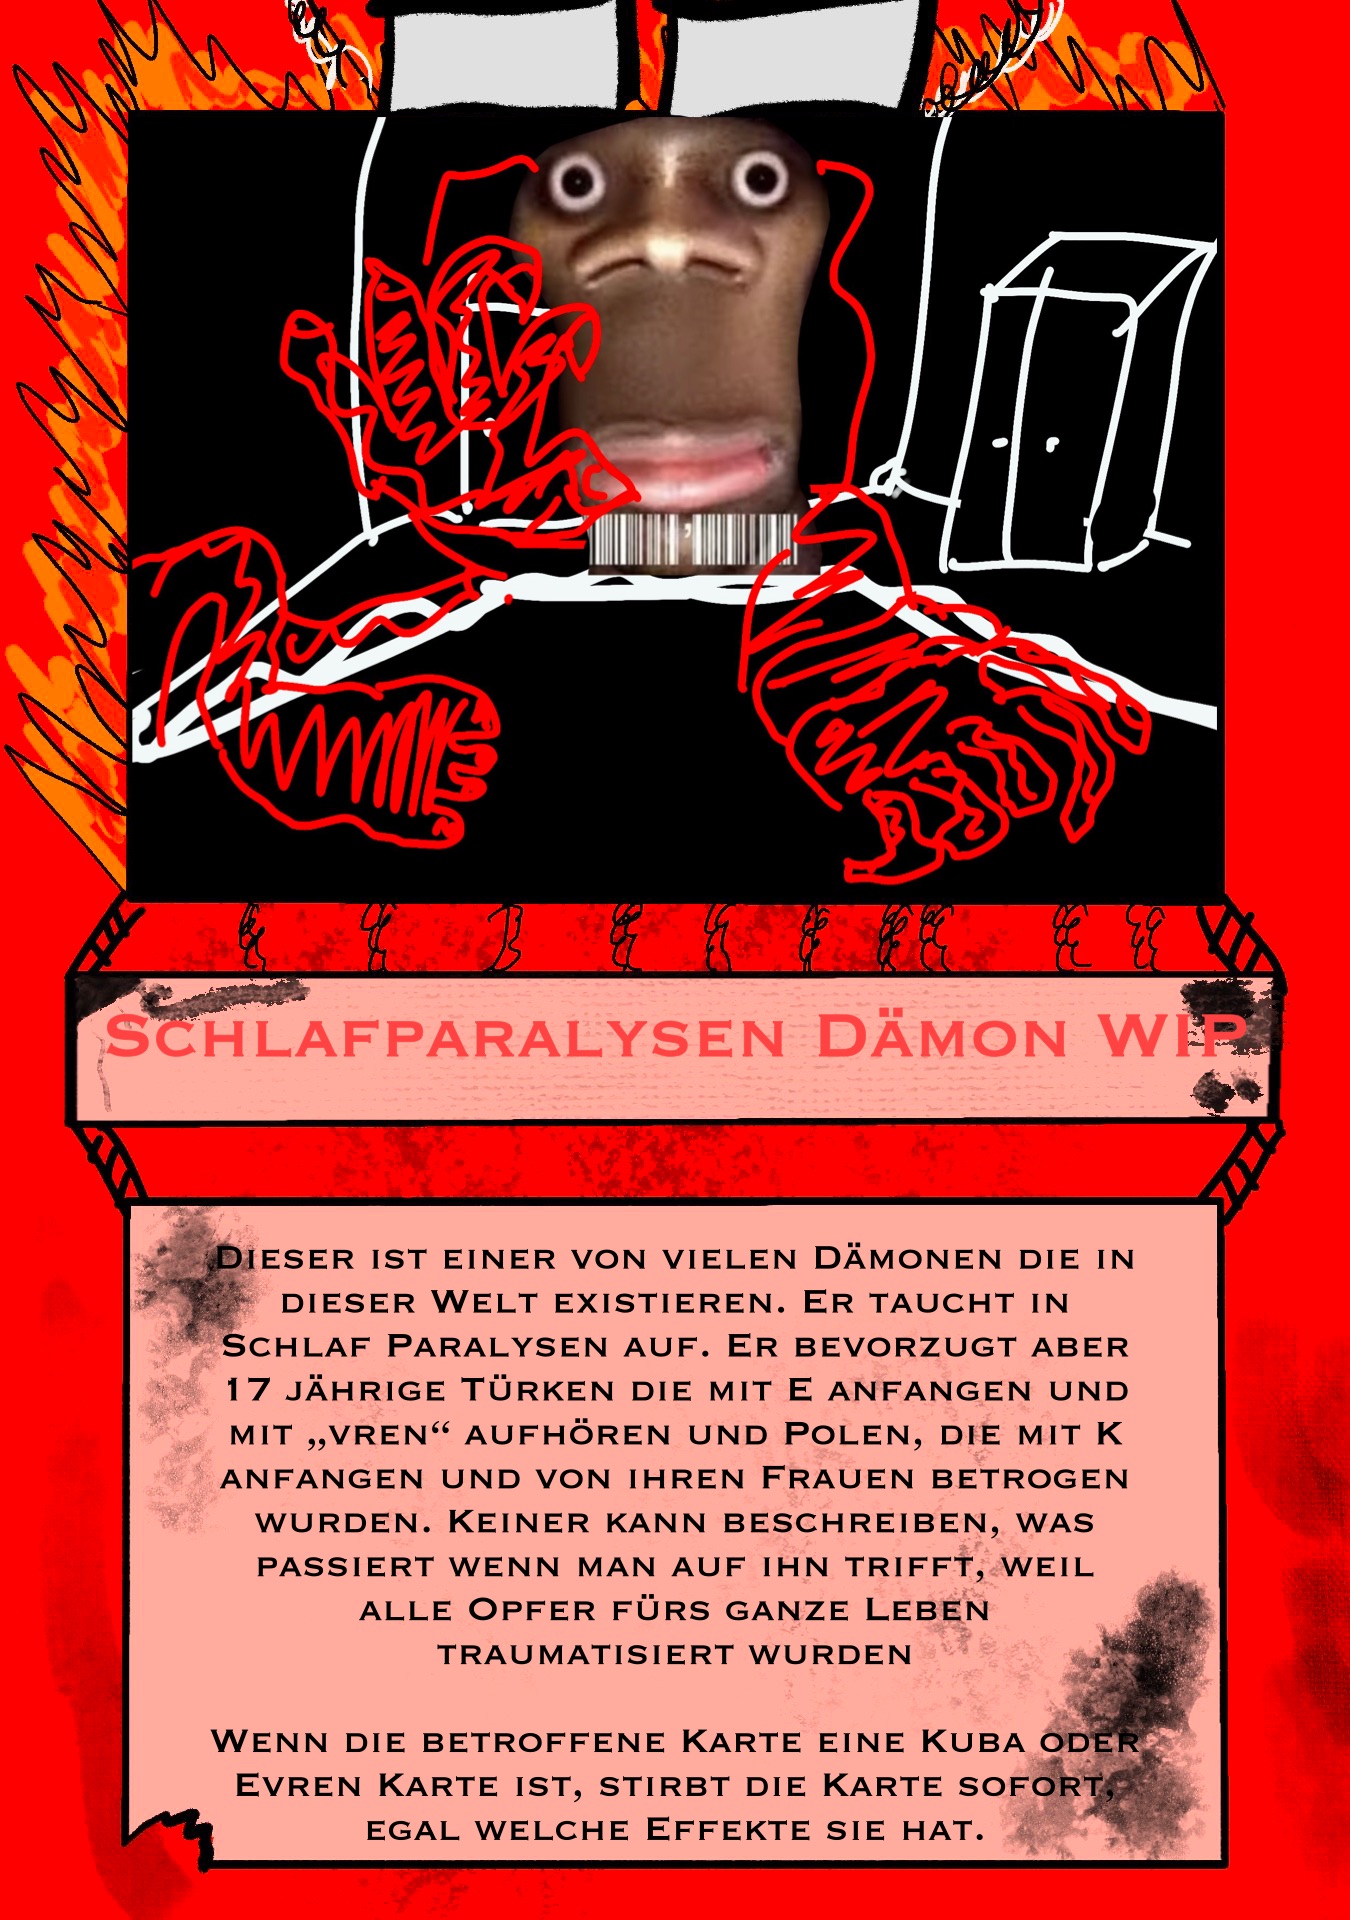 Schlafparalysen Dämon WIP
Dieser ist einer von vielen Dämonen die in
dieser Welt existieren. Er taucht in
Schlaf Paralysen auf. Er bevorzugt aber
17 jährige Türken die mit E anfangen und
mit „vren“ aufhören und Polen, die mit K
anfangen und von ihren Frauen betrogen
wurden. Keiner kann beschreiben, was
passiert wenn man auf ihn trifft, weil
alle Opfer fürs ganze Leben
traumatisiert wurden
Wenn die betroffene Karte eine Kuba oder
Evren Karte ist, stirbt die Karte sofort,
egal welche Effekte sie hat.